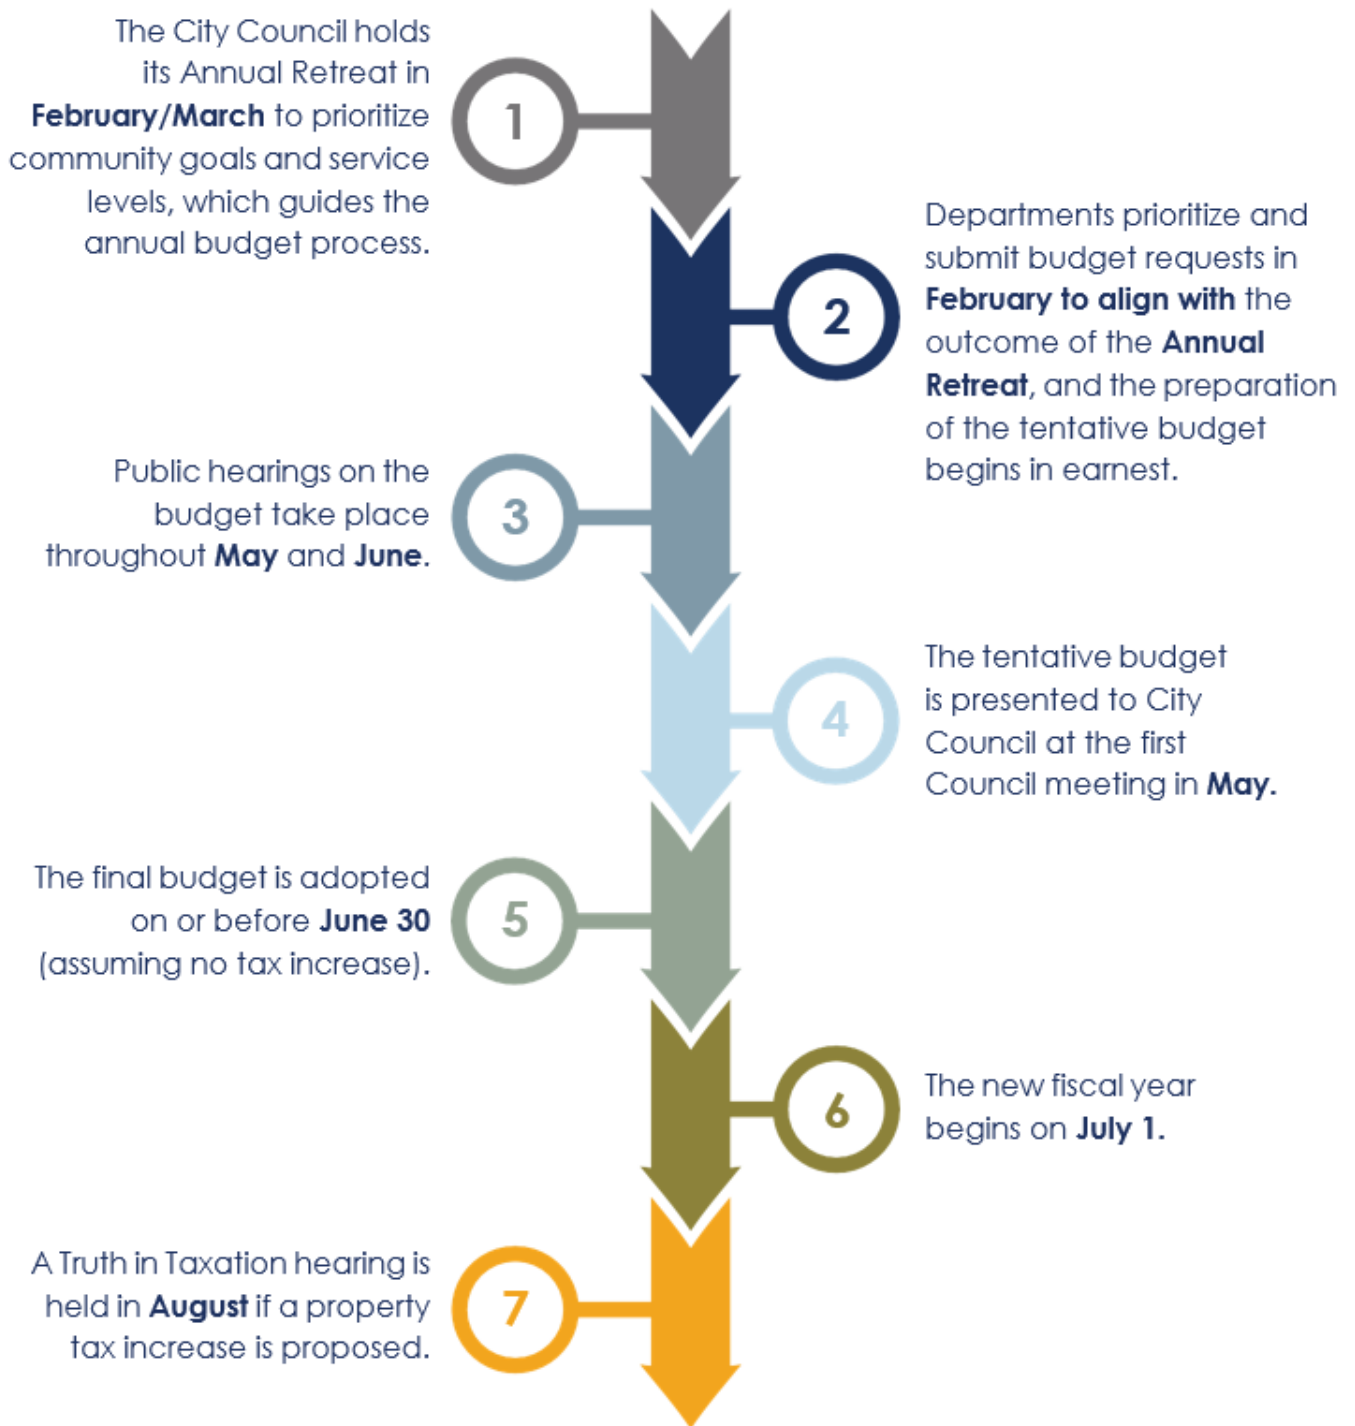 The City Council holds
its Annual Retreat in
February/March to prioritize
community goals and service
levels, which guides the
annual budget process.
1
2
Departments prioritize and
submit budget requests in
February to align with the
outcome of the Annual
Retreat, and the preparation
of the tentative budget
begins in earnest.
Public hearings on the
budget take place
throughout May and June.
3
4
The tentative budget
is presented to City
Council at the first
Council meeting in May.
The final budget is adopted
on or before June 30
(assuming no tax increase).
5
6
The new fiscal year
begins on July 1.
A Truth in Taxation hearing is
held in August if a property
tax increase is proposed.
7